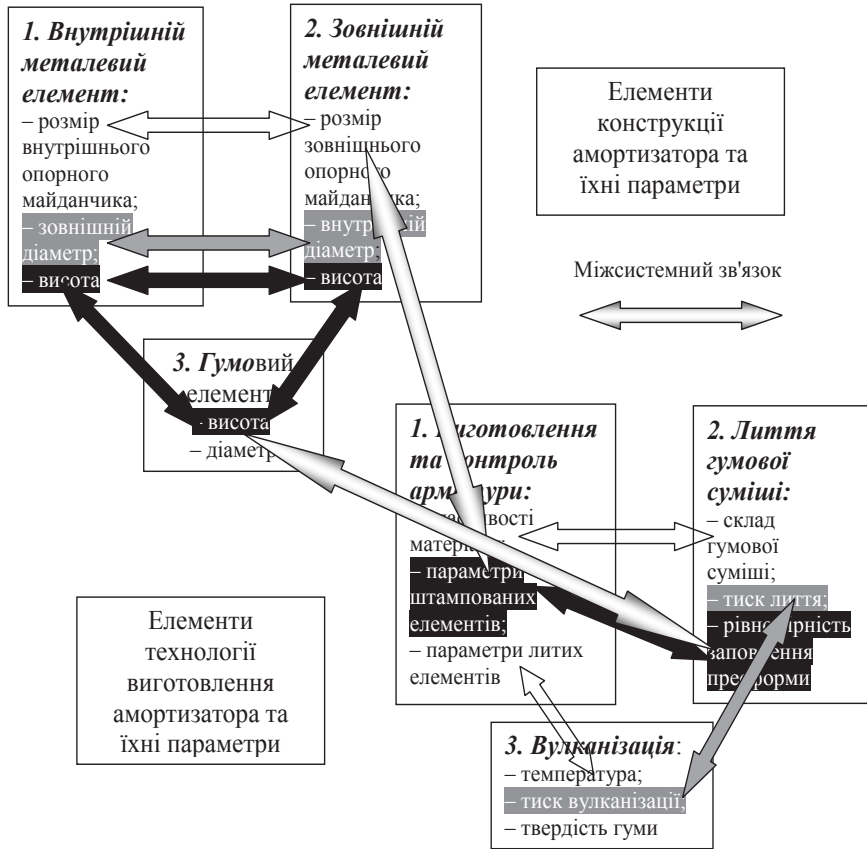 1. Внутрішній
металевий
елемент:
– розмір
внутрішнього
опорного
майданчика;
– зовнішній
діаметр;
– висота
2. Зовнішній
металевий
елемент:
– розмір
зовнішнього
опорного
майданчика;
– внутрішній
діаметр;
– висота
Елементи
конструкції
амортизатора та
їхні параметри
Міжсистемний зв'язок
3. Гумовий
елемент
– висота
– діаметр
1. Виготовлення
та контроль
арматури:
– властивості
матеріалу;
– параметри
штампованих
елементів;
– параметри литих
елементів
2. Лиття
гумової
суміші:
– склад
гумової
суміші;
– тиск лиття;
– рівномірність
заповнення
пресформи
Елементи
технології
виготовлення
амортизатора та
їхні параметри
3. Вулканізація:
– температура;
– тиск вулканізації;
– твердість гуми